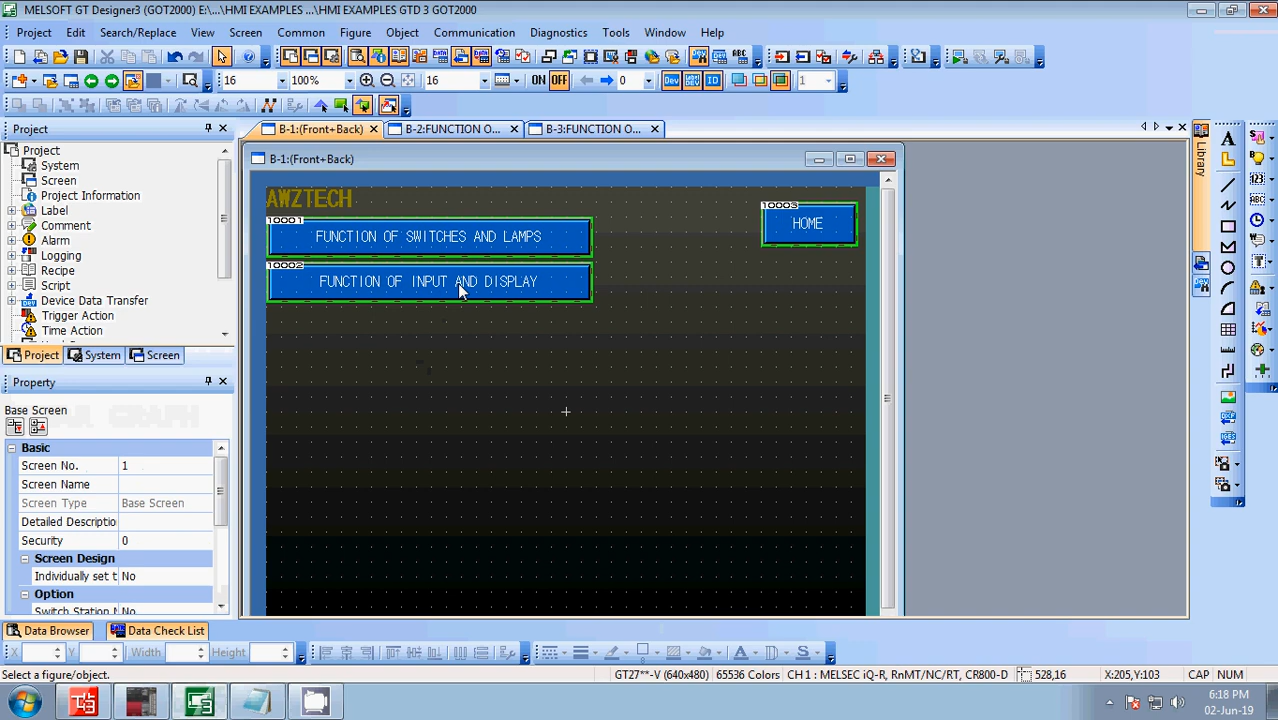 MELSOFT GT Designer3 (GOT2000) E:\...\HMI EXAMPLES ...\HMI EXAMPLES GTD 3 GOT2000
Project Edit Search/Replace View Screen Common Figure Object Communication Diagnostics Tools Window Help
16 100% 16 ON OFF 0 Dev ID 1
Project
B-1:(Front+Back) B-2:FUNCTION O... B-3:FUNCTION O...
Library
Project
System
Screen
Project Information
Label
Comment
Alarm
Logging
Recipe
Script
Device Data Transfer
Trigger Action
Time Action
Project System Screen
B-1:(Front+Back)
AWZTECH
10001
FUNCTION OF SWITCHES AND LAMPS
10002
FUNCTION OF INPUT AND DISPLAY
10003
HOME
Property
Base Screen
Basic
Screen No. 1
Screen Name
Screen Type Base Screen
Detailed Descriptio
Security 0
Screen Design
Individually set t No
Option
Switch Station N No
Data Browser Data Check List
X Y Width Height
Select a figure/object. GT27**-V (640x480) 65536 Colors CH 1 : MELSEC iQ-R, RnMT/NC/RT, CR800-D 528,16 X:205,Y:103 CAP NUM
6:18 PM
02-Jun-19